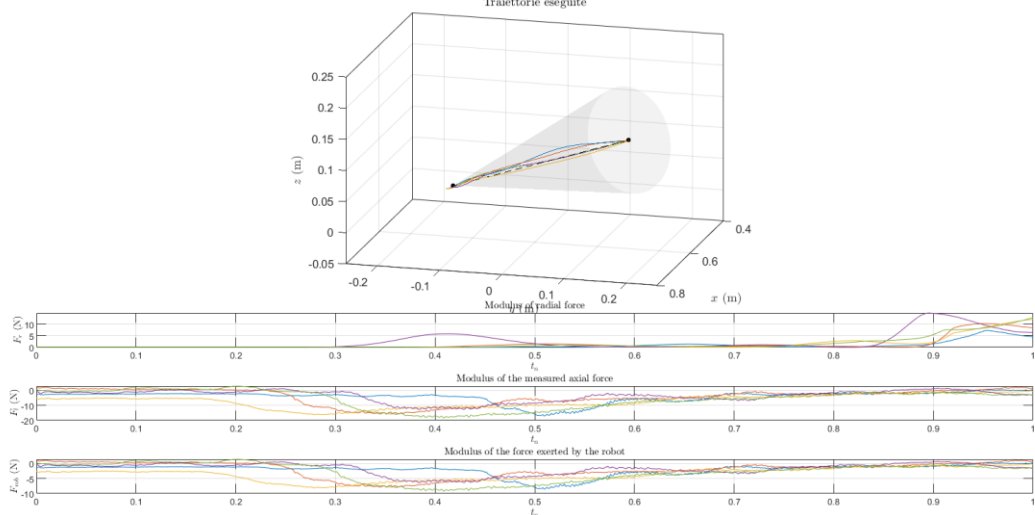 Traiettorie eseguite
0.25
0.2
0.15
0.1
0.05
0
-0.05
z (m)
-0.2
-0.1
0
0.1
0.2
y (m)
0.4
0.6
0.8
x (m)
Modulus of radial force
F_r (N)
10
5
0
0 0.1 0.2 0.3 0.4 0.5 0.6 0.7 0.8 0.9 1
t_n
Modulus of the measured axial force
(N)
0
-10
-20
0 0.1 0.2 0.3 0.4 0.5 0.6 0.7 0.8 0.9 1
t_n
Modulus of the force exerted by the robot
F_rob (N)
0
-5
-10
0 0.1 0.2 0.3 0.4 0.5 0.6 0.7 0.8 0.9 1